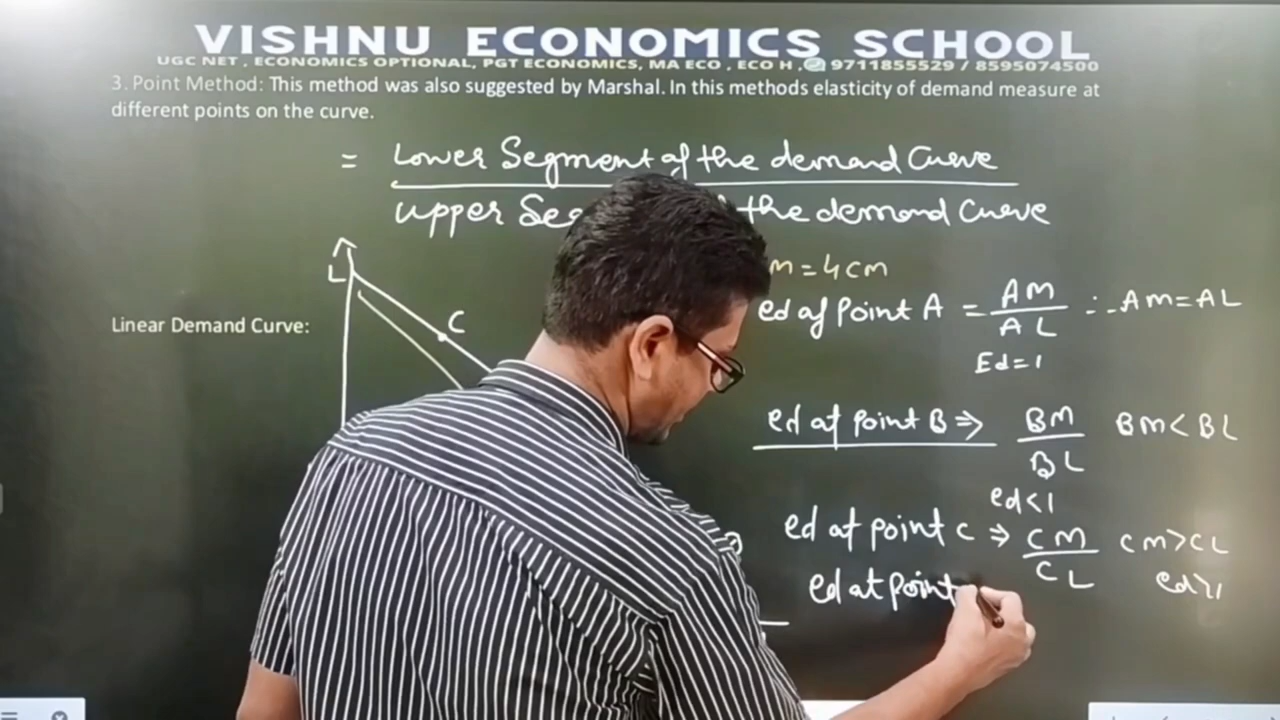 VISHNU ECONOMICS SCHOOL
UGC NET , ECONOMICS OPTIONAL, PGT ECONOMICS, MA ECO , ECO H , 9711855529 / 8595074500
3. Point Method: This method was also suggested by Marshal. In this methods elasticity of demand measure at
different points on the curve.
= Lower Segment of the demand Curve
Upper the demand Curve
m = 4 cm
L
C
Linear Demand Curve:
ed of Point A = AM / AL ∴ AM = AL
Ed = 1
ed at point B ⇒ BM / BL BM < BL
ed < 1
ed at point C ⇒ CM / CL CM > CL
ed at point ed > 1